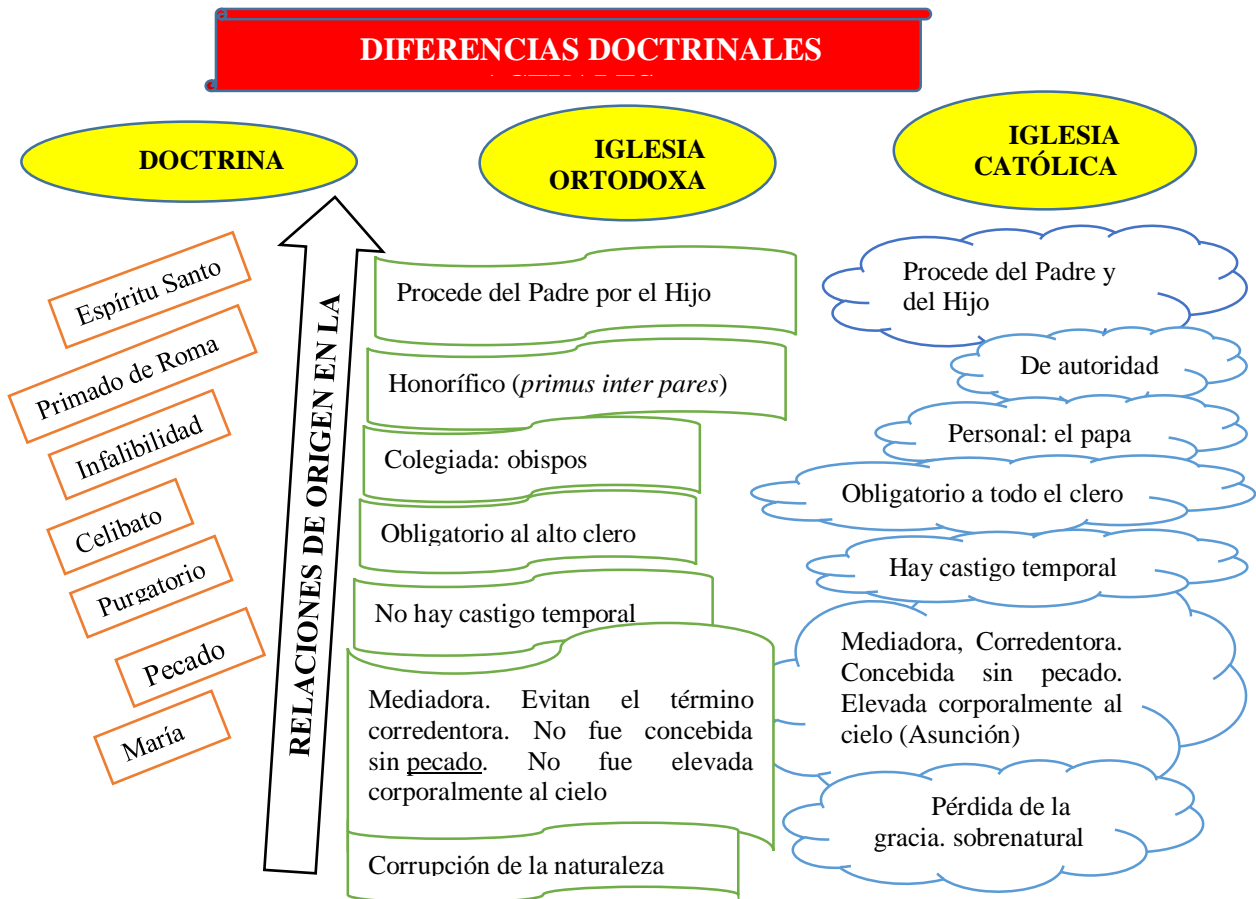 DIFERENCIAS DOCTRINALES
DOCTRINA
IGLESIA
ORTODOXA
IGLESIA
CATÓLICA
Espíritu Santo
Primado de Roma
Infalibilidad
Celibato
Purgatorio
Pecado
María
RELACIONES DE ORIGEN EN LA
Procede del Padre por el Hijo
Honorífico (primus inter pares)
Colegiada: obispos
Obligatorio al alto clero
No hay castigo temporal
Mediadora. Evitan el término
corredentora. No fue concebida
sin pecado. No fue elevada
corporalmente al cielo
Corrupción de la naturaleza
Procede del Padre y
del Hijo
De autoridad
Personal: el papa
Obligatorio a todo el clero
Hay castigo temporal
Mediadora, Corredentora.
Concebida sin pecado.
Elevada corporalmente al
cielo (Asunción)
Pérdida de la
gracia. sobrenatural